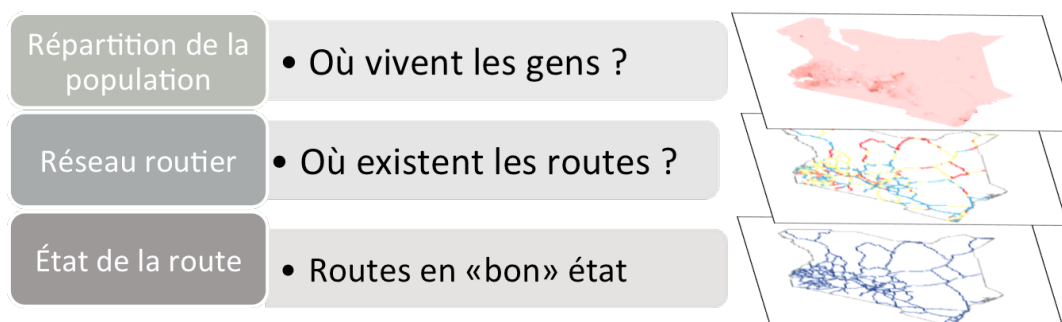 Répartition de la
population
• Où vivent les gens ?
Réseau routier
• Où existent les routes ?
État de la route
• Routes en «bon» état